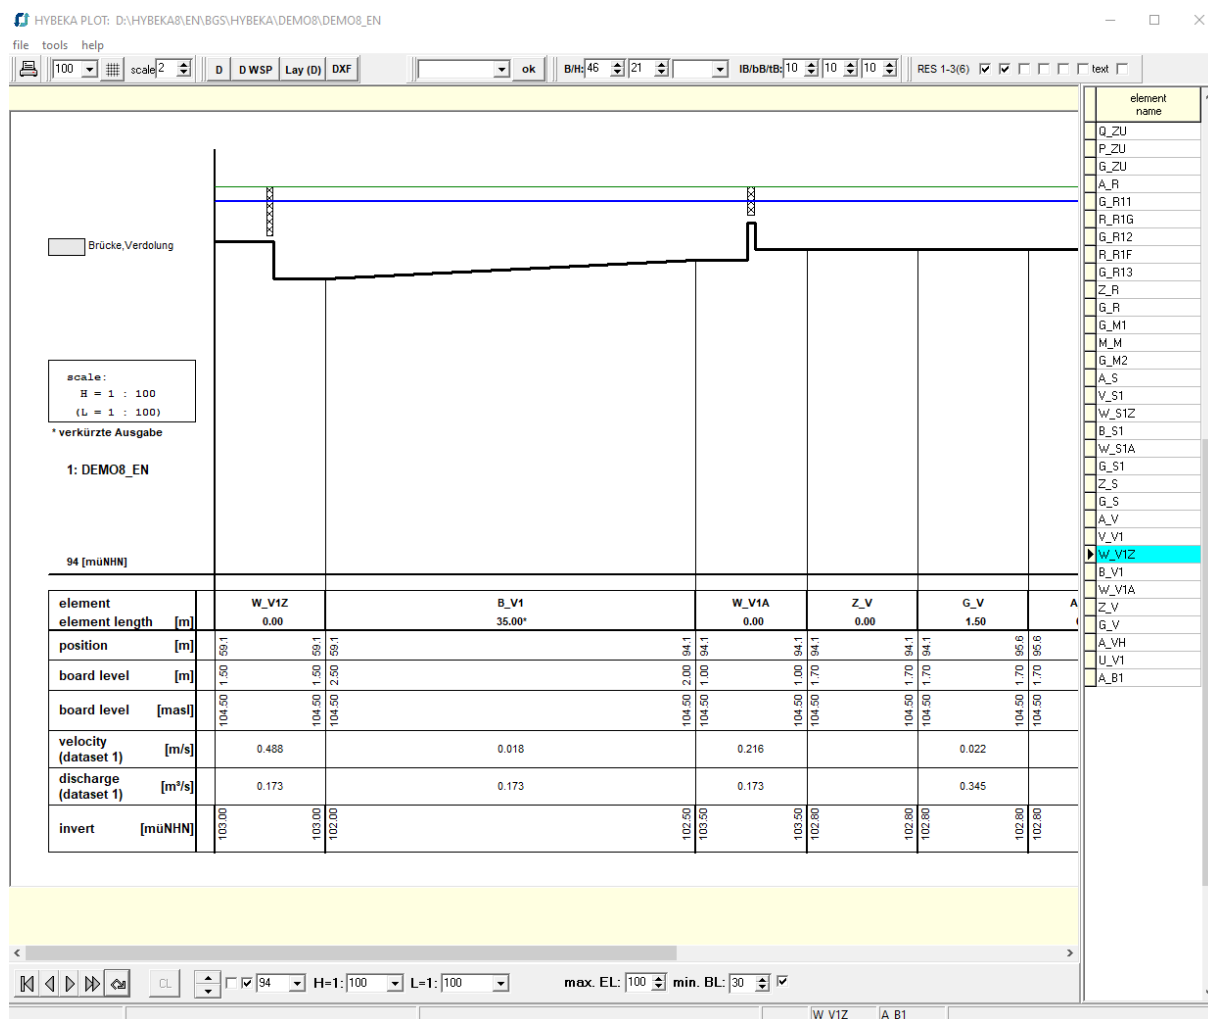 HYBEKA PLOT: D:\HYBEKA8\EN\BGS\HYBEKA\DEMO8\DEMO8_EN
file tools help
100 scale 2 D D WSP Lay (D) DXF ok B/H: 46 21 IB/bB/tB: 10 10 10 RES 1-3(6) text
Brücke,Verdolung
scale:
H = 1 : 100
(L = 1 : 100)
* verkürzte Ausgabe
1: DEMO8_EN
94 [müNHN]
element W_V1Z B_V1 W_V1A Z_V G_V A
element length [m] 0.00 35.00* 0.00 0.00 1.50
position [m] 59.1 59.1 59.1 94.1 94.1 94.1 94.1 94.1 94.1 95.6 95.6
board level [m] 1.50 1.50 2.50 2.00 1.00 1.00 1.70 1.70 1.70 1.70 1.70
board level [masl] 104.50 104.50 104.50 104.50 104.50 104.50 104.50 104.50 104.50 104.50 104.50
velocity
(dataset 1) [m/s] 0.488 0.018 0.216 0.022
discharge
(dataset 1) [m³/s] 0.173 0.173 0.173 0.345
invert [müNHN] 103.00 103.00 102.00 102.50 103.50 103.50 102.80 102.80 102.80 102.80 102.80
element
name
Q_ZU
P_ZU
G_ZU
A_R
G_R11
R_R1G
G_R12
R_R1F
G_R13
Z_R
G_R
G_M1
M_M
G_M2
A_S
V_S1
W_S1Z
B_S1
W_S1A
G_S1
Z_S
G_S
A_V
V_V1
W_V1Z
B_V1
W_V1A
Z_V
G_V
A_VH
U_V1
A_B1
CL 94 H=1: 100 L=1: 100 max. EL: 100 min. BL: 30
W_V1Z A_B1